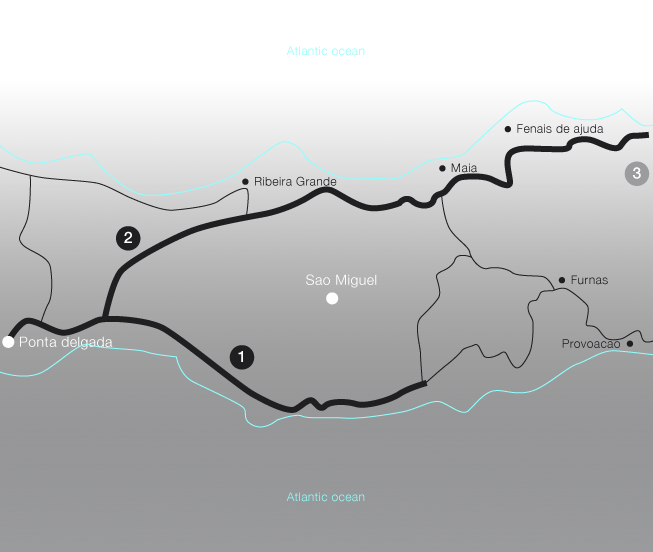 Atlantic ocean
Fenais de ajuda
Maia
3
Ribeira Grande
2
Sao Miguel
Furnas
Ponta delgada
Provoacao
1
Atlantic ocean